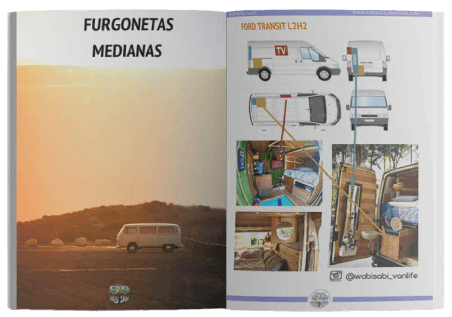 FURGONETAS
MEDIANAS
FORD TRANSIT L2H2
TV
@wabisabi_vanlife